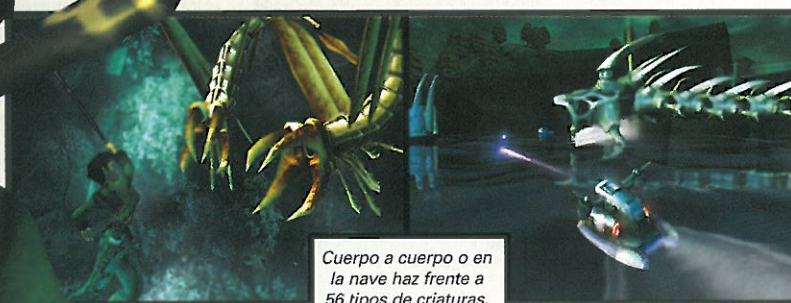 Cuerpo a cuerpo o en
la nave haz frente a
56 tipos de criaturas.